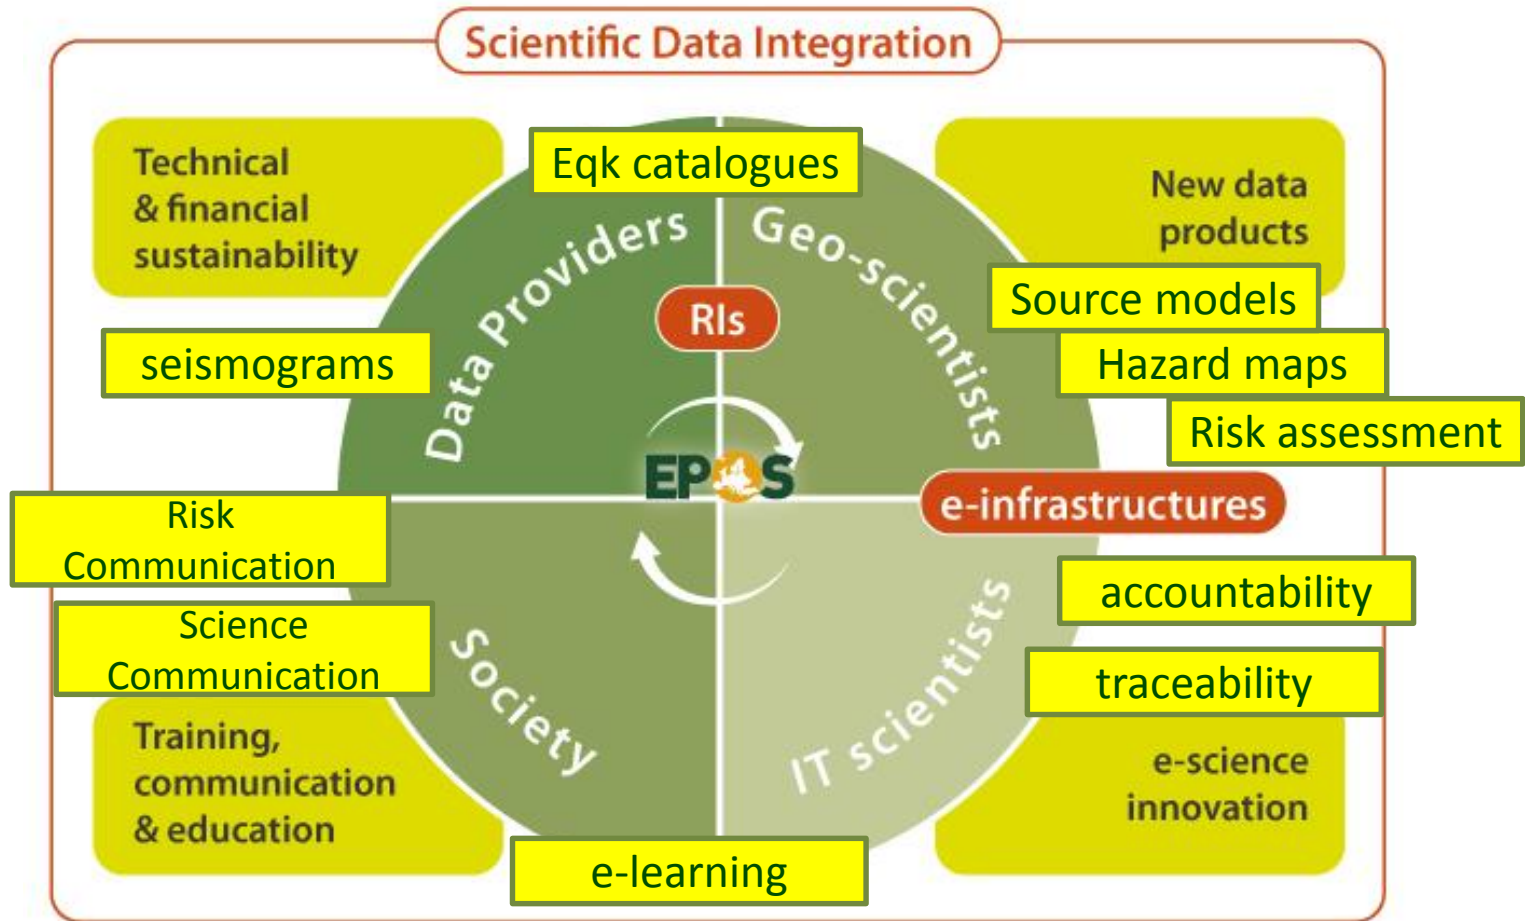 Scientific Data Integration
Technical
& financial
sustainability
Eqk catalogues
New data
products
Data Providers
Geo-scientists
RIs
Source models
seismograms
Hazard maps
Risk assessment
EPOS
e-infrastructures
Risk
Communication
accountability
Science
Communication
traceability
Society
IT scientists
Training,
communication
& education
e-science
innovation
e-learning